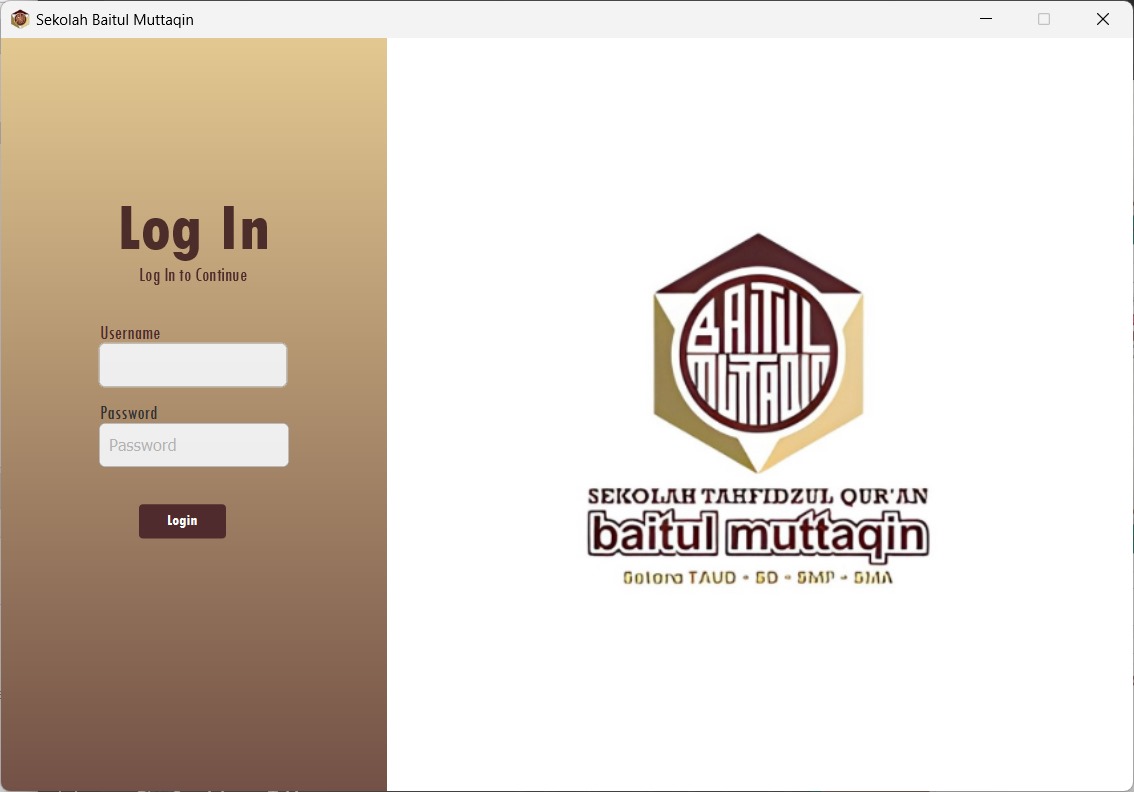 Sekolah Baitul Muttaqin
Log In
Log In to Continue
Username
Password
Password
Login
BAITUL
MUTTAQIN
SEKOLAH TAHFIDZUL QUR'AN
baitul muttaqin
Setara TAUD - SD - SMP - SMA